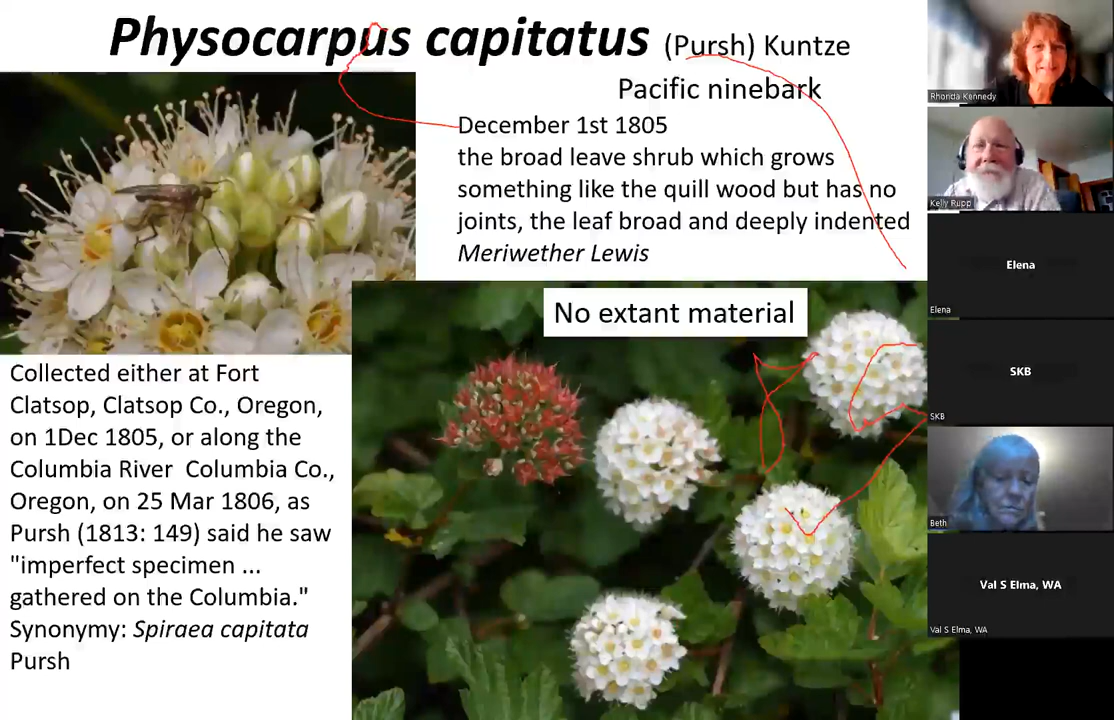 Physocarpus capitatus (Pursh) Kuntze
Pacific ninebark
December 1st 1805
the broad leave shrub which grows
something like the quill wood but has no
joints, the leaf broad and deeply indented
Meriwether Lewis
No extant material
Collected either at Fort
Clatsop, Clatsop Co., Oregon,
on 1Dec 1805, or along the
Columbia River  Columbia Co.,
Oregon, on 25 Mar 1806, as
Pursh (1813: 149) said he saw
"imperfect specimen ...
gathered on the Columbia."
Synonymy: Spiraea capitata
Pursh
Rhonda Kennedy
Kelly Rupp
Elena
Elena
SKB
SKB
Beth
Val S Elma, WA
Val S Elma, WA